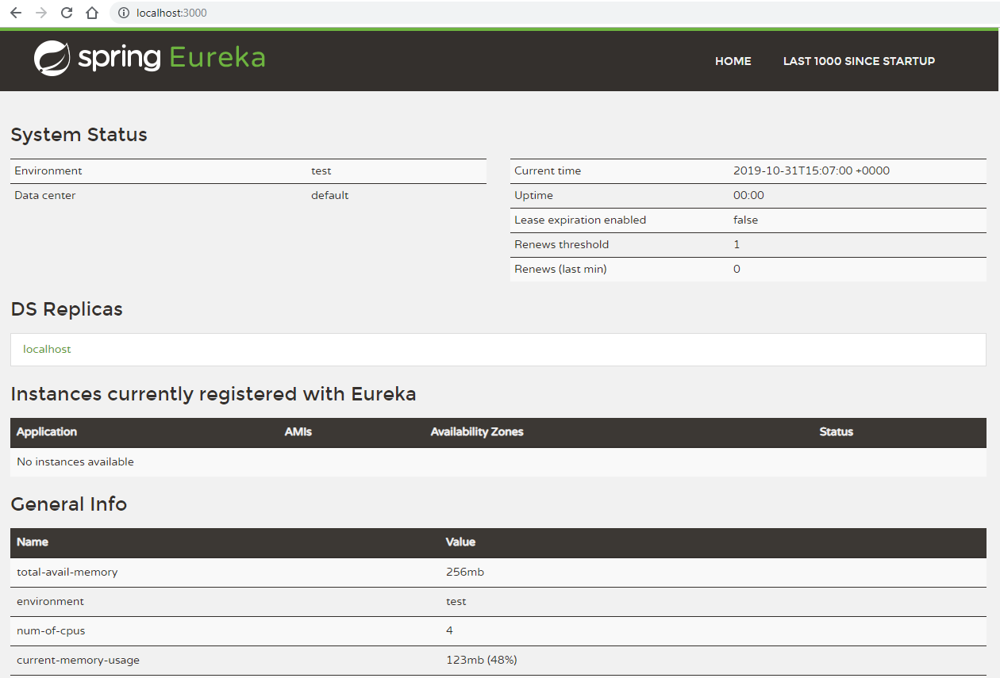 localhost:3000
spring Eureka
HOME LAST 1000 SINCE STARTUP
System Status
Environment test
Data center default
Current time 2019-10-31T15:07:00 +0000
Uptime 00:00
Lease expiration enabled false
Renews threshold 1
Renews (last min) 0
DS Replicas
localhost
Instances currently registered with Eureka
Application AMIs Availability Zones Status
No instances available
General Info
Name Value
total-avail-memory 256mb
environment test
num-of-cpus 4
current-memory-usage 123mb (48%)